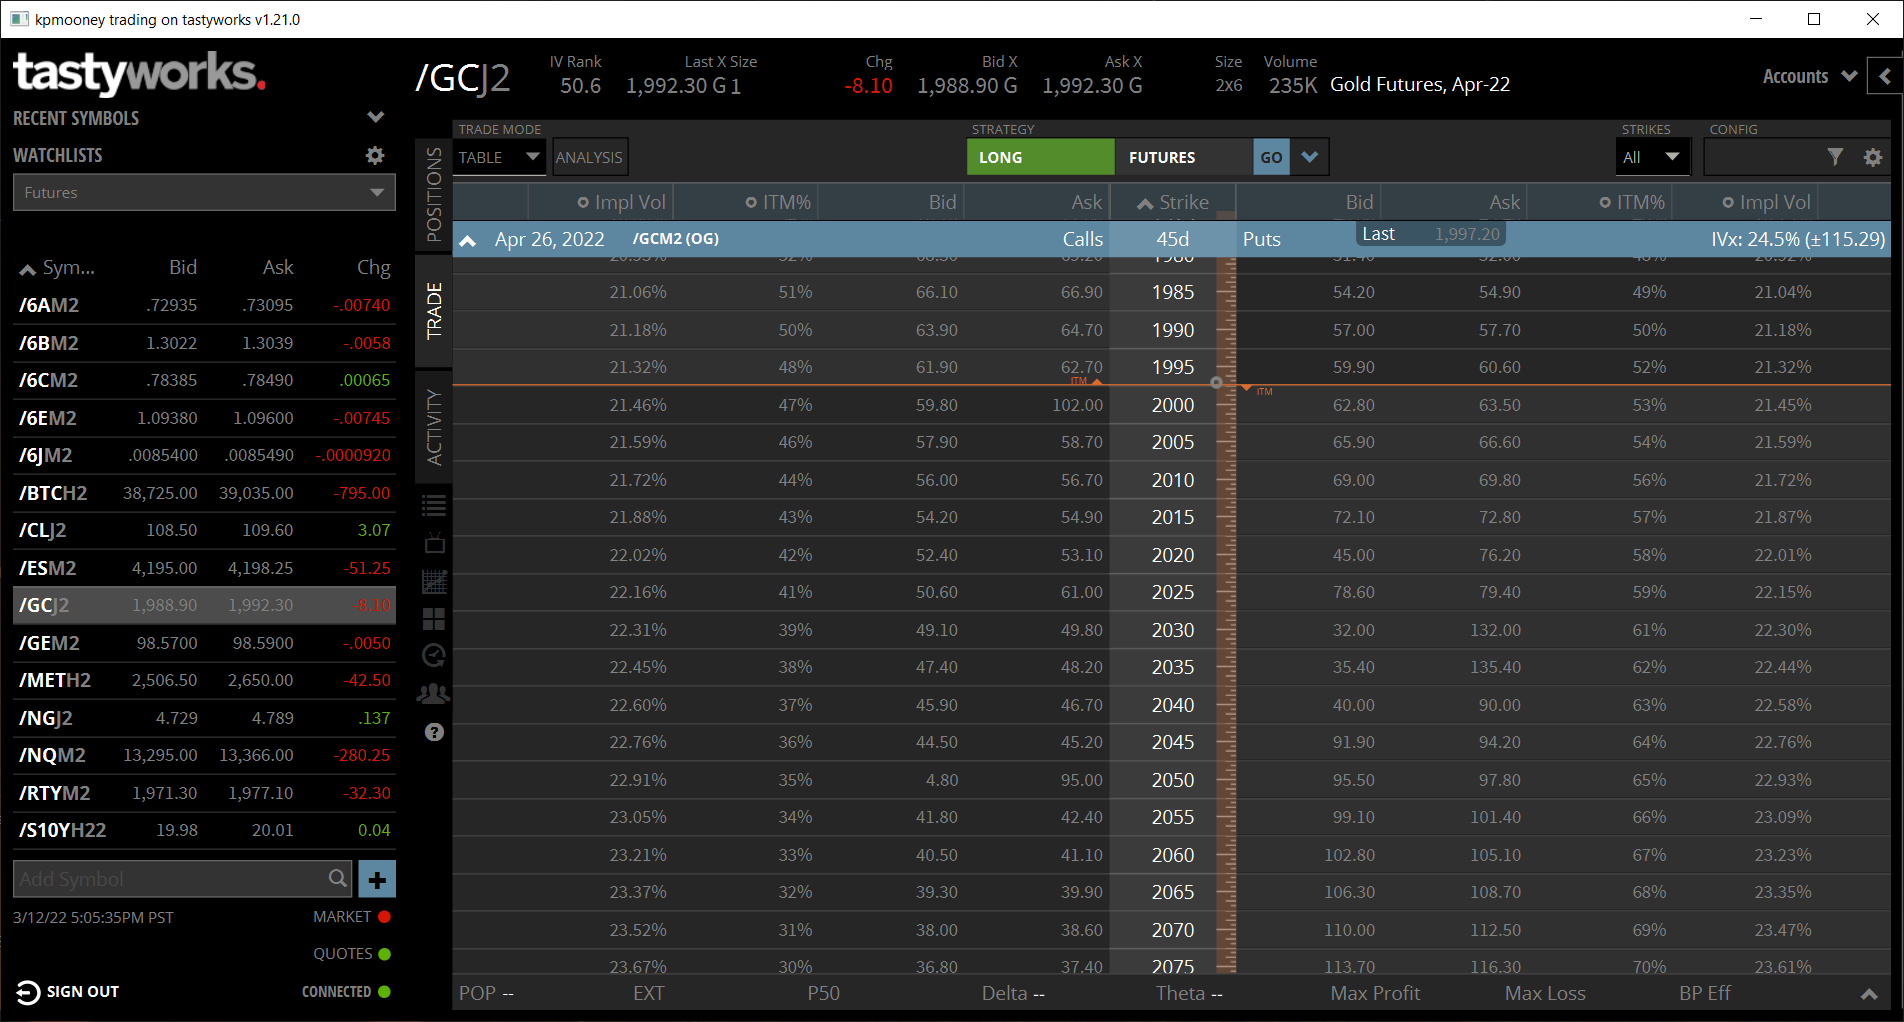 kpmooney trading on tastyworks v1.21.0
tastyworks.
/GCJ2
IV Rank Last X Size Chg Bid X Ask X Size Volume
50.6 1,992.30 G 1 -8.10 1,988.90 G 1,992.30 G 2x6 235K Gold Futures, Apr-22
Accounts
RECENT SYMBOLS
WATCHLISTS
Futures
Sym... Bid Ask Chg
/6AM2 .72935 .73095 -.00740
/6BM2 1.3022 1.3039 -.0058
/6CM2 .78385 .78490 .00065
/6EM2 1.09380 1.09600 -.00745
/6JM2 .0085400 .0085490 -.0000920
/BTCH2 38,725.00 39,035.00 -795.00
/CLJ2 108.50 109.60 3.07
/ESM2 4,195.00 4,198.25 -51.25
/GCJ2 1,988.90 1,992.30 -8.10
/GEM2 98.5700 98.5900 -.0050
/METH2 2,506.50 2,650.00 -42.50
/NGJ2 4.729 4.789 .137
/NQM2 13,295.00 13,366.00 -280.25
/RTYM2 1,971.30 1,977.10 -32.30
/S10YH22 19.98 20.01 0.04
Add Symbol
3/12/22 5:05:35PM PST MARKET
QUOTES
SIGN OUT CONNECTED
POSITIONS
TRADE
ACTIVITY
TRADE MODE STRATEGY STRIKES CONFIG
TABLE ANALYSIS LONG FUTURES GO All
Impl Vol ITM% Bid Ask Strike Bid Ask ITM% Impl Vol
Apr 26, 2022 /GCM2 (OG) Calls 45d Puts Last 1,997.20 IVx: 24.5% (±115.29)
21.06% 51% 66.10 66.90 1985 54.20 54.90 49% 21.04%
21.18% 50% 63.90 64.70 1990 57.00 57.70 50% 21.18%
21.32% 48% 61.90 62.70 1995 59.90 60.60 52% 21.32%
ITM ITM
21.46% 47% 59.80 102.00 2000 62.80 63.50 53% 21.45%
21.59% 46% 57.90 58.70 2005 65.90 66.60 54% 21.59%
21.72% 44% 56.00 56.70 2010 69.00 69.80 56% 21.72%
21.88% 43% 54.20 54.90 2015 72.10 72.80 57% 21.87%
22.02% 42% 52.40 53.10 2020 45.00 76.20 58% 22.01%
22.16% 41% 50.60 61.00 2025 78.60 79.40 59% 22.15%
22.31% 39% 49.10 49.80 2030 32.00 132.00 61% 22.30%
22.45% 38% 47.40 48.20 2035 35.40 135.40 62% 22.44%
22.60% 37% 45.90 46.70 2040 40.00 90.00 63% 22.58%
22.76% 36% 44.50 45.20 2045 91.90 94.20 64% 22.76%
22.91% 35% 4.80 95.00 2050 95.50 97.80 65% 22.93%
23.05% 34% 41.80 42.40 2055 99.10 101.40 66% 23.09%
23.21% 33% 40.50 41.10 2060 102.80 105.10 67% 23.23%
23.37% 32% 39.30 39.90 2065 106.30 108.70 68% 23.35%
23.52% 31% 38.00 38.60 2070 110.00 112.50 69% 23.47%
23.67% 30% 36.80 37.40 2075 113.70 116.30 70% 23.61%
POP -- EXT P50 Delta -- Theta -- Max Profit Max Loss BP Eff